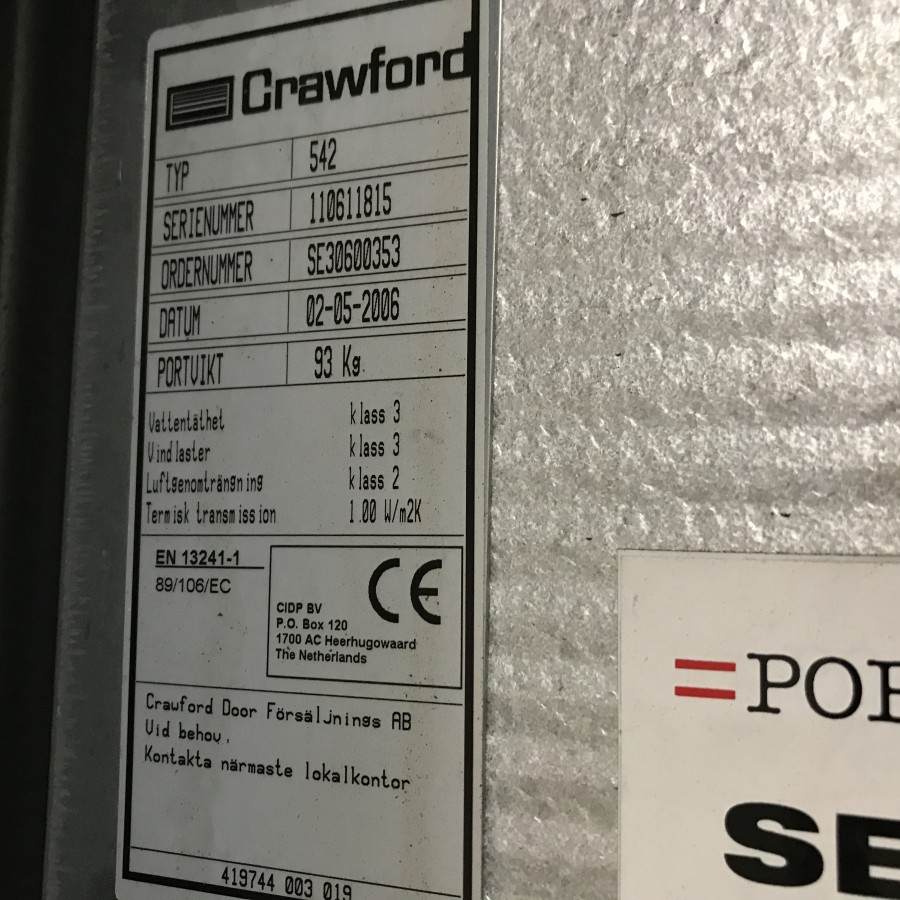 Crawford
TYP 542
SERIENUMMER 110611815
ORDERNUMMER SE30600353
DATUM 02-05-2006
PORTVIKT 93 Kg.
Vattentäthet klass 3
Vindlaster klass 3
Luftgenomträngning klass 2
Termisk transmission 1.00 W/m2K
EN 13241-1
89/106/EC
CE
CIDP BV
P.O. Box 120
1700 AC Heerhugowaard
The Netherlands
Crawford Door Försäljnings AB
Vid behov.
Kontakta närmaste lokalkontor
419744 003 019